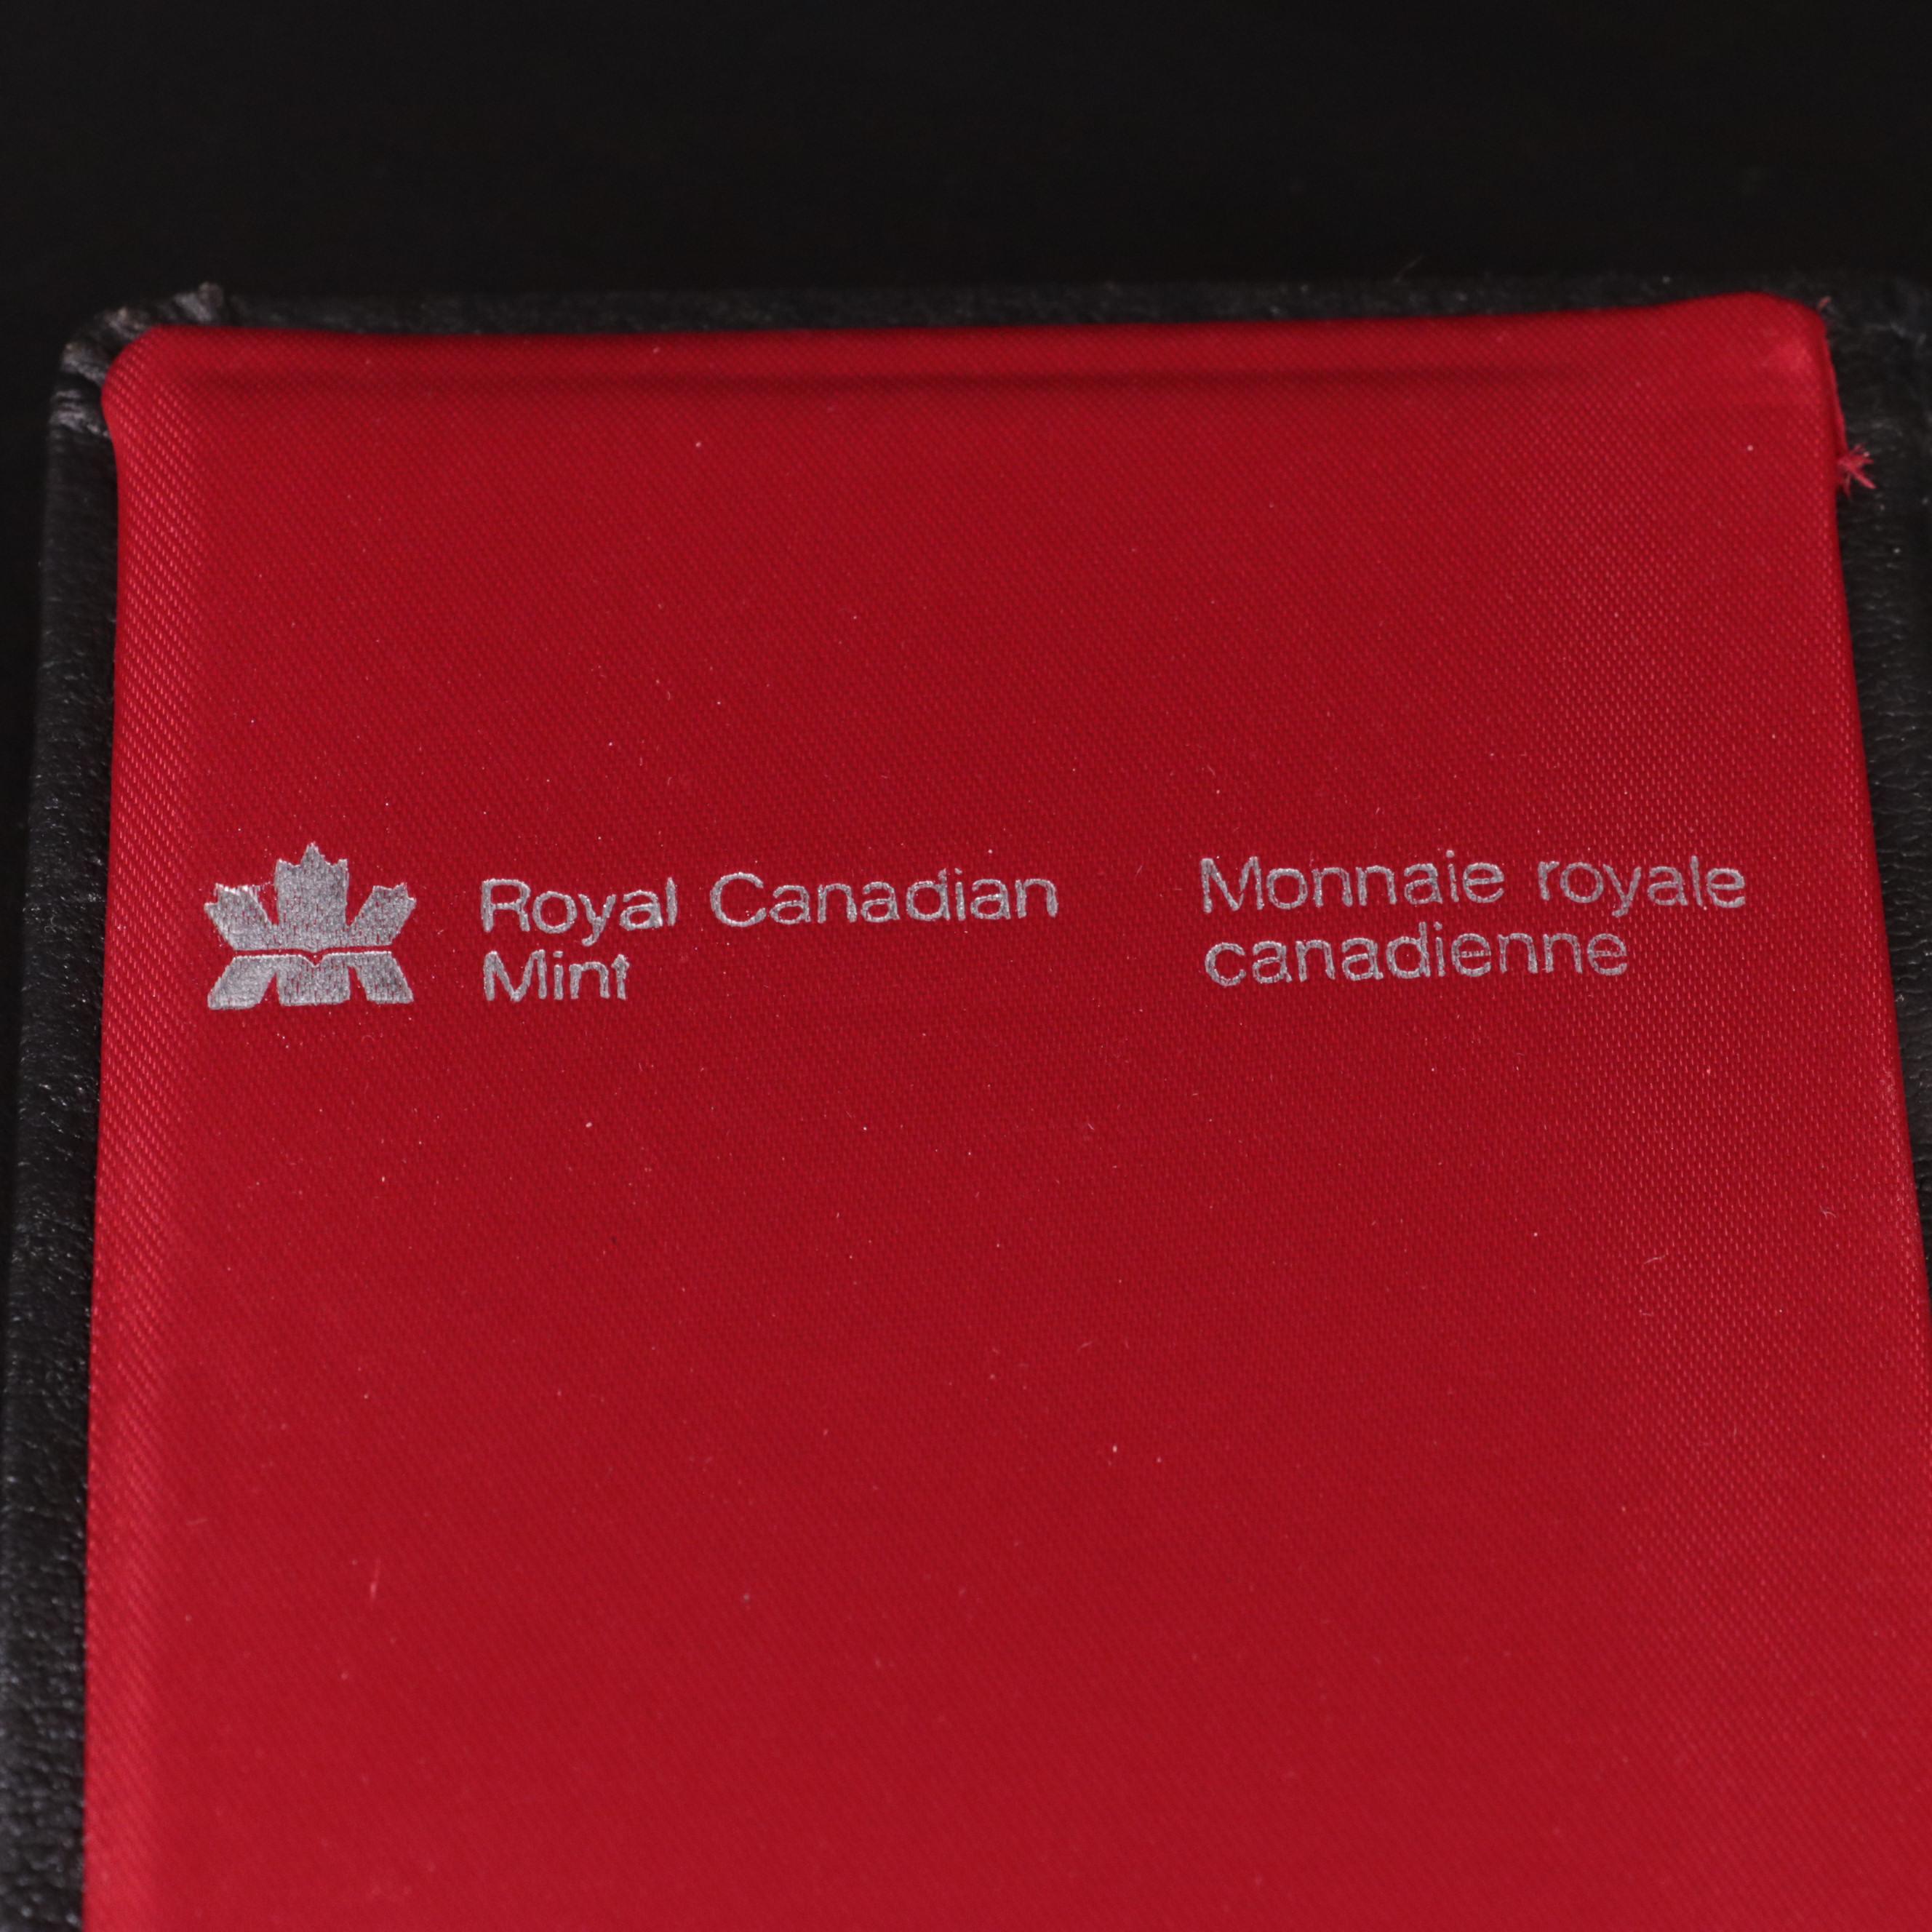 Royal Canadian
Mint
Monnaie royale
canadienne